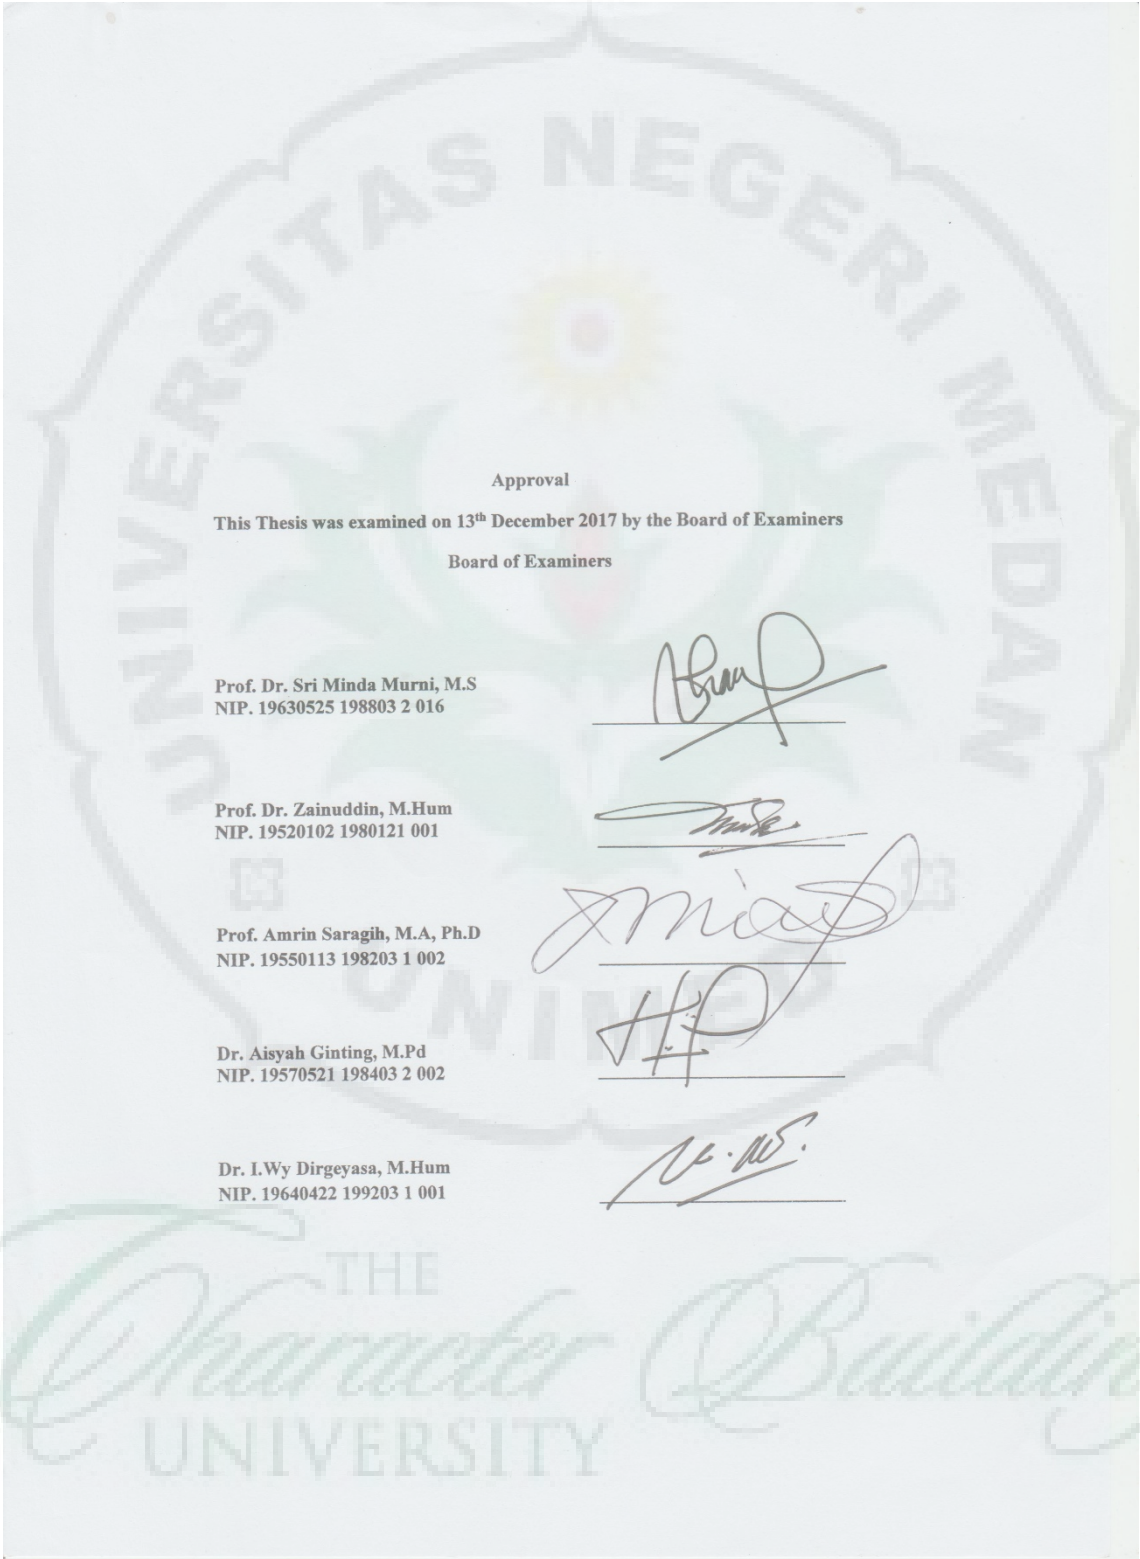 UNIVERSITAS NEGERI MEDAN
Approval
This Thesis was examined on 13th December 2017 by the Board of Examiners
Board of Examiners
Prof. Dr. Sri Minda Murni, M.S
NIP. 19630525 198803 2 016
Prof. Dr. Zainuddin, M.Hum
NIP. 19520102 1980121 001
Prof. Amrin Saragih, M.A, Ph.D
NIP. 19550113 198203 1 002
UNIMED
Dr. Aisyah Ginting, M.Pd
NIP. 19570521 198403 2 002
Dr. I.Wy Dirgeyasa, M.Hum
NIP. 19640422 199203 1 001
THE
Character Building
UNIVERSITY